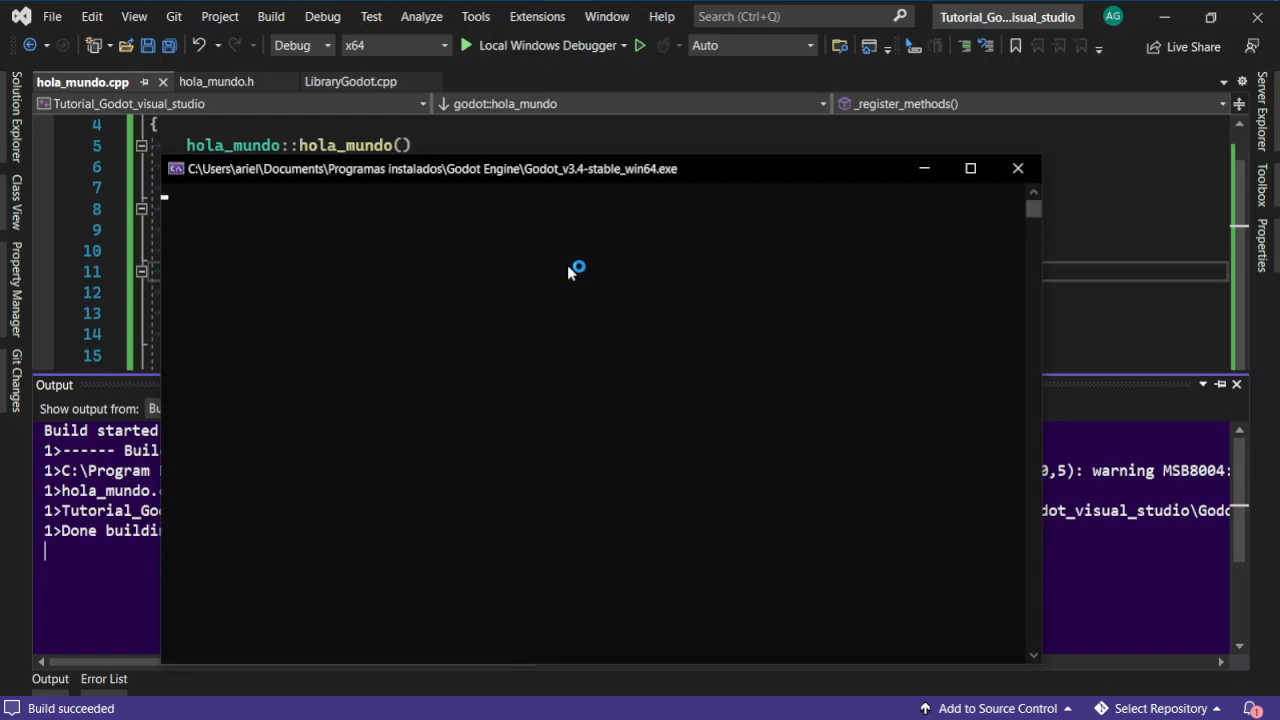 File Edit View Git Project Build Debug Test Analyze Tools Extensions Window Help Search (Ctrl+Q) Tutorial_Go...isual_studio AG
Debug x64 Local Windows Debugger Auto Live Share
hola_mundo.cpp hola_mundo.h LibraryGodot.cpp
Tutorial_Godot_visual_studio godot::hola_mundo _register_methods()
Solution Explorer
Class View
Property Manager
Git Changes
Server Explorer
Toolbox
Properties
4 {
5 hola_mundo::hola_mundo()
6
7
8
9
10
11
12
13
14
15
C:\Users\ariel\Documents\Programas instalados\Godot Engine\Godot_v3.4-stable_win64.exe
Output
Show output from: Bu
Build started
1>------ Buil
1>C:\Program 0,5): warning MSB8004:
1>hola_mundo.
1>Tutorial_Go dot_visual_studio\Godo
1>Done buildin
Output Error List
Build succeeded Add to Source Control Select Repository 1